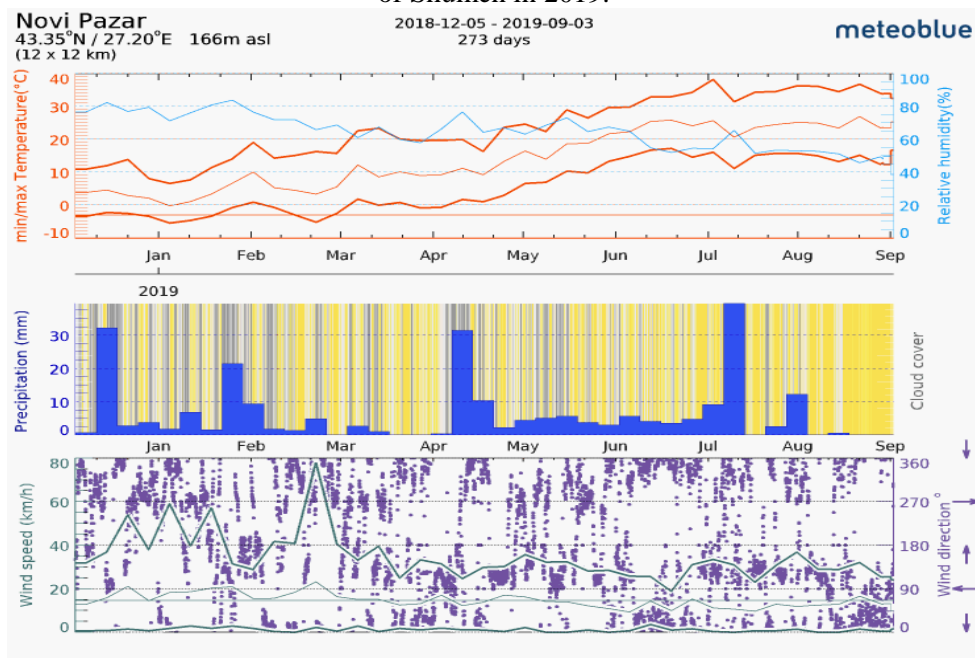 of Shumen in 2019.
Novi Pazar
2018-12-05 - 2019-09-03
meteoblue
43.35°N / 27.20°E 166m asl
273 days
(12 x 12 km)
min/max Temperature(°C)
40
30
20
10
0
-10
100
80
60
40
20
0
Relative humidity(%)
Jan Feb Mar Apr May Jun Jul Aug Sep
2019
Precipitation (mm)
30
20
10
0
Cloud cover
Jan Feb Mar Apr May Jun Jul Aug Sep
Wind speed (km/h)
80
60
40
20
0
360
270
180
90
0
Wind direction °